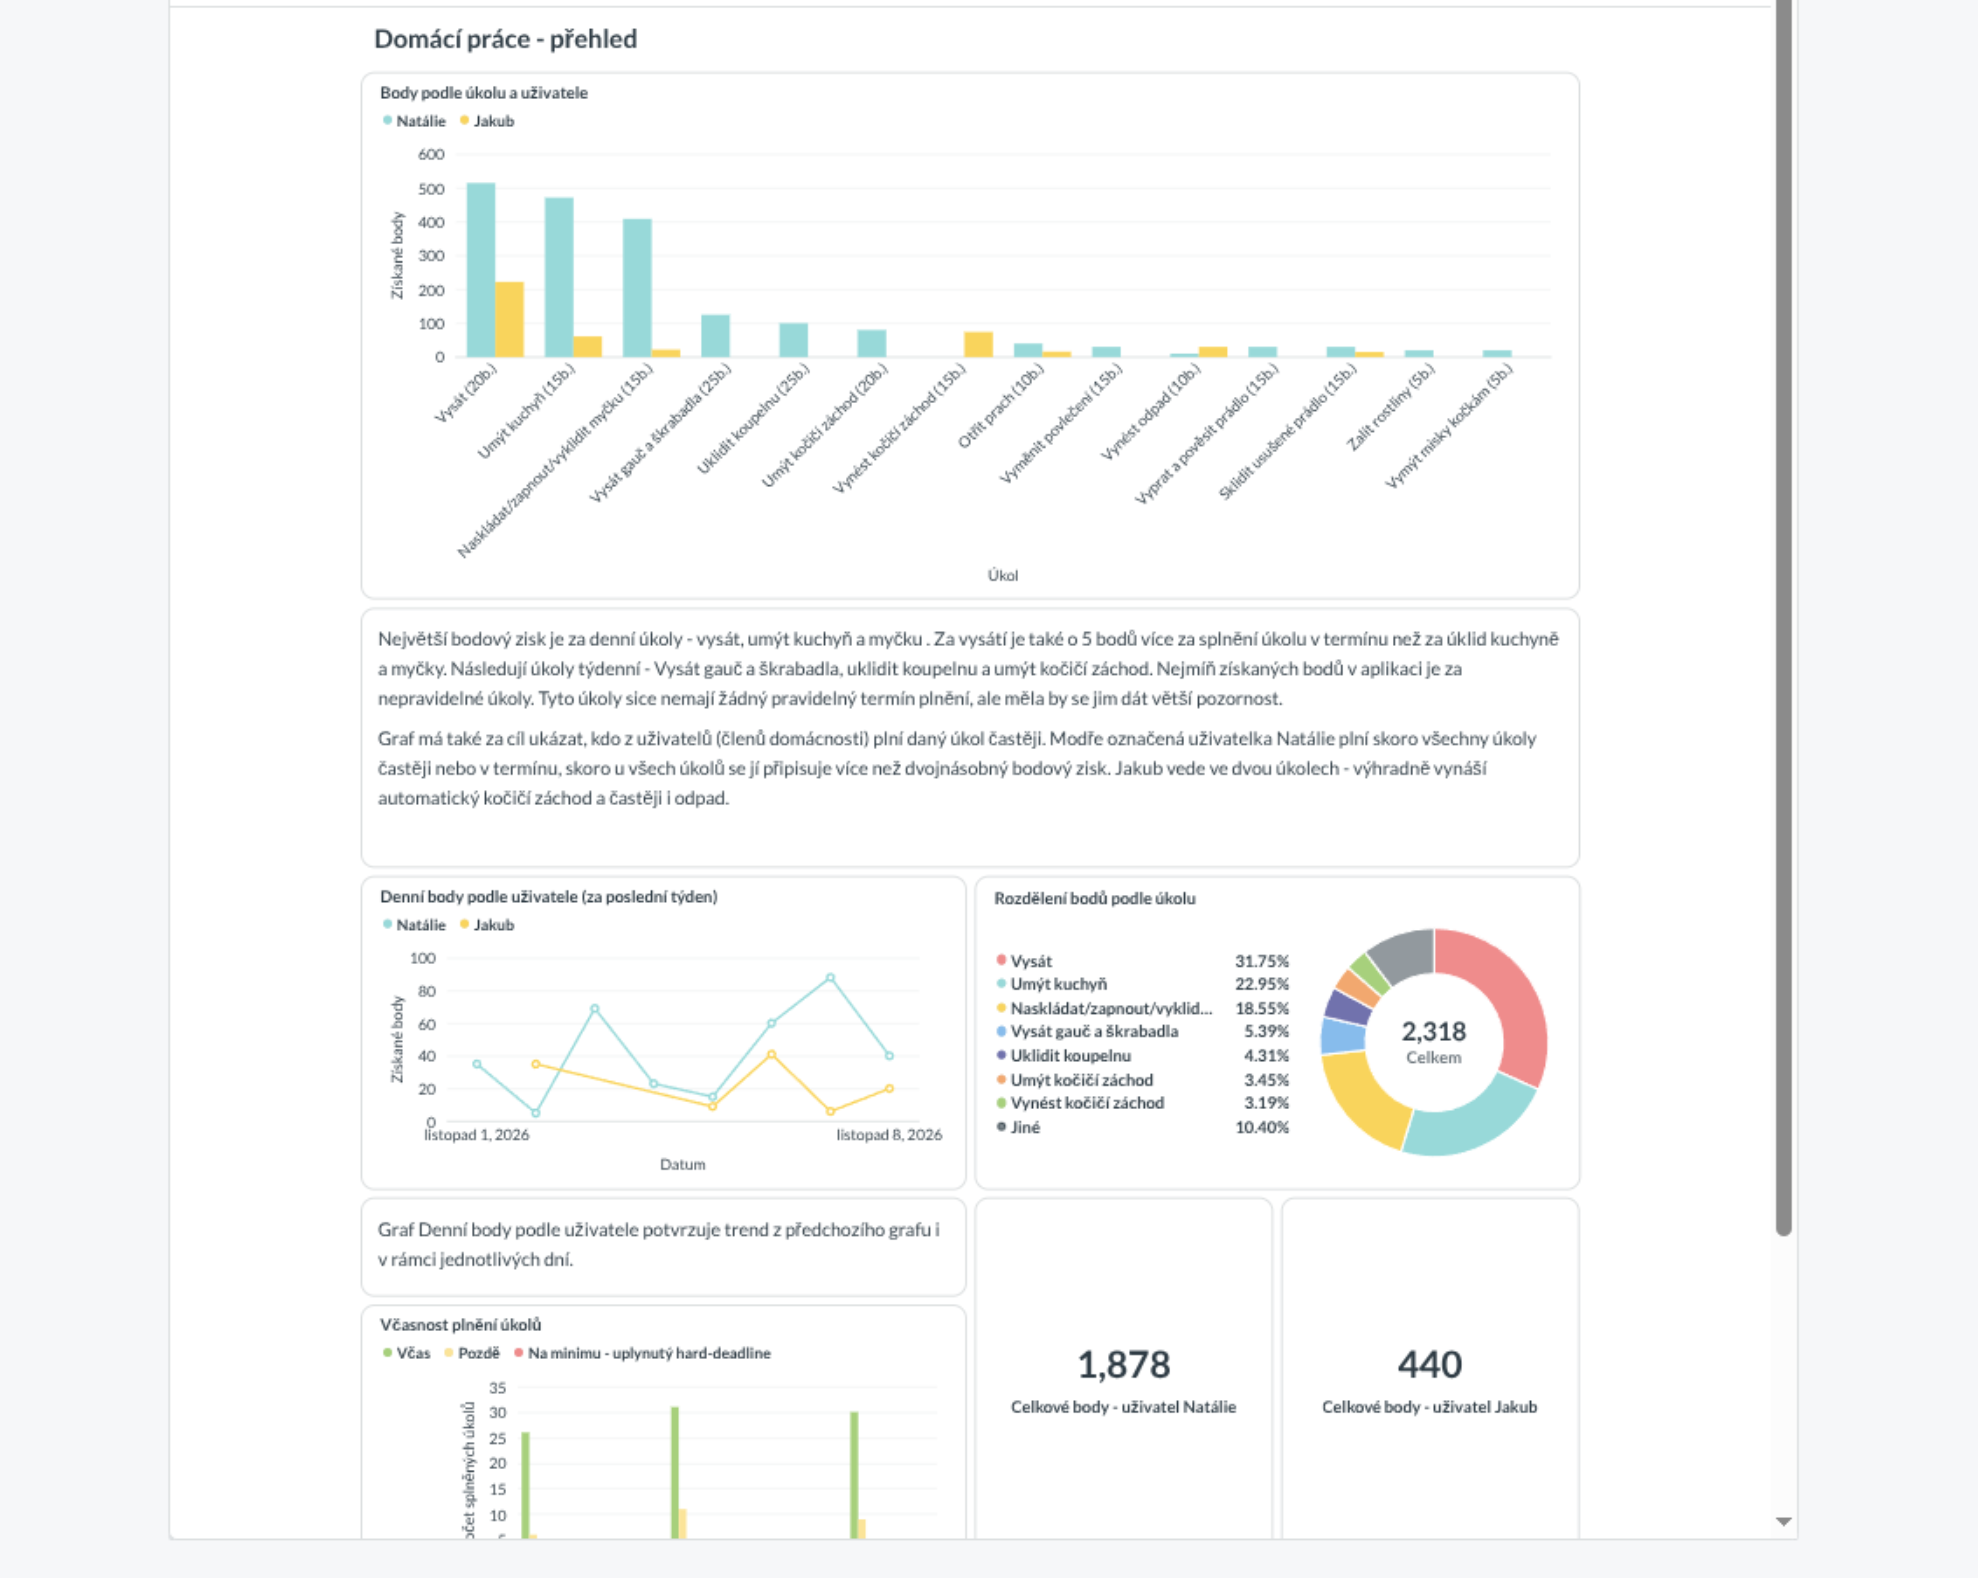 Domácí práce - přehled
Body podle úkolu a uživatele
Natálie Jakub
600
500
400
300
200
100
0
Získané body
Vysát (20b.)
Umýt kuchyň (15b.)
Naskládat/zapnout/vyklidit myčku (15b.)
Vysát gauč a škrabadla (25b.)
Uklidit koupelnu (25b.)
Umýt kočičí záchod (20b.)
Vynést kočičí záchod (15b.)
Otřít prach (10b.)
Vyměnit povlečení (15b.)
Vynést odpad (10b.)
Vyprat a pověsit prádlo (15b.)
Sklidit usušené prádlo (15b.)
Zalít rostliny (5b.)
Vymýt misky kočkám (5b.)
Úkol
Největší bodový zisk je za denní úkoly - vysát, umýt kuchyň a myčku . Za vysátí je také o 5 bodů více za splnění úkolu v termínu než za úklid kuchyně
a myčky. Následují úkoly týdenní - Vysát gauč a škrabadla, uklidit koupelnu a umýt kočičí záchod. Nejmíň získaných bodů v aplikaci je za
nepravidelné úkoly. Tyto úkoly sice nemají žádný pravidelný termín plnění, ale měla by se jim dát větší pozornost.
Graf má také za cíl ukázat, kdo z uživatelů (členů domácnosti) plní daný úkol častěji. Modře označená uživatelka Natálie plní skoro všechny úkoly
častěji nebo v termínu, skoro u všech úkolů se jí připisuje více než dvojnásobný bodový zisk. Jakub vede ve dvou úkolech - výhradně vynáší
automatický kočičí záchod a častěji i odpad.
Denní body podle uživatele (za poslední týden)
Natálie Jakub
100
80
60
40
20
0
Získané body
listopad 1, 2026 listopad 8, 2026
Datum
Rozdělení bodů podle úkolu
Vysát 31.75%
Umýt kuchyň 22.95%
Naskládat/zapnout/vyklid... 18.55%
Vysát gauč a škrabadla 5.39%
Uklidit koupelnu 4.31%
Umýt kočičí záchod 3.45%
Vynést kočičí záchod 3.19%
Jiné 10.40%
2,318
Celkem
Graf Denní body podle uživatele potvrzuje trend z předchozího grafu i
v rámci jednotlivých dní.
Včasnost plnění úkolů
Včas Pozdě Na minimu - uplynutý hard-deadline
35
30
25
20
15
10
očet splněných úkolů
1,878
Celkové body - uživatel Natálie
440
Celkové body - uživatel Jakub